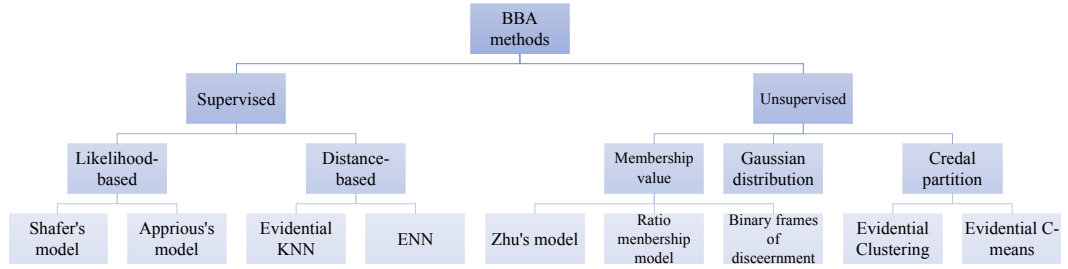 BBA
methods
Supervised
Unsupervised
Likelihood-
based
Distance-
based
Membership
value
Gaussian
distribution
Credal
partition
Shafer's
model
Apprious's
model
Evidential
KNN
ENN
Zhu's model
Ratio
menbership
model
Binary frames
of
disceernment
Evidential
Clustering
Evidential C-
means